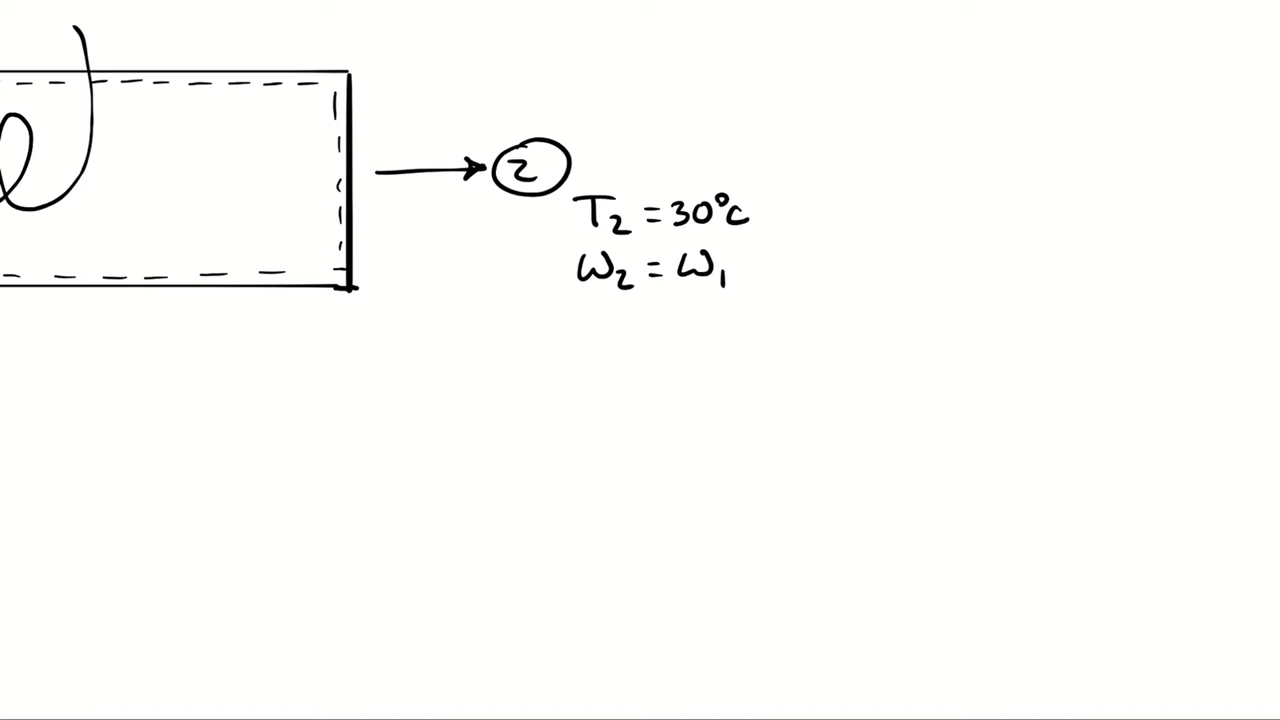 2
T₂ = 30°C
ω₂ = ω₁